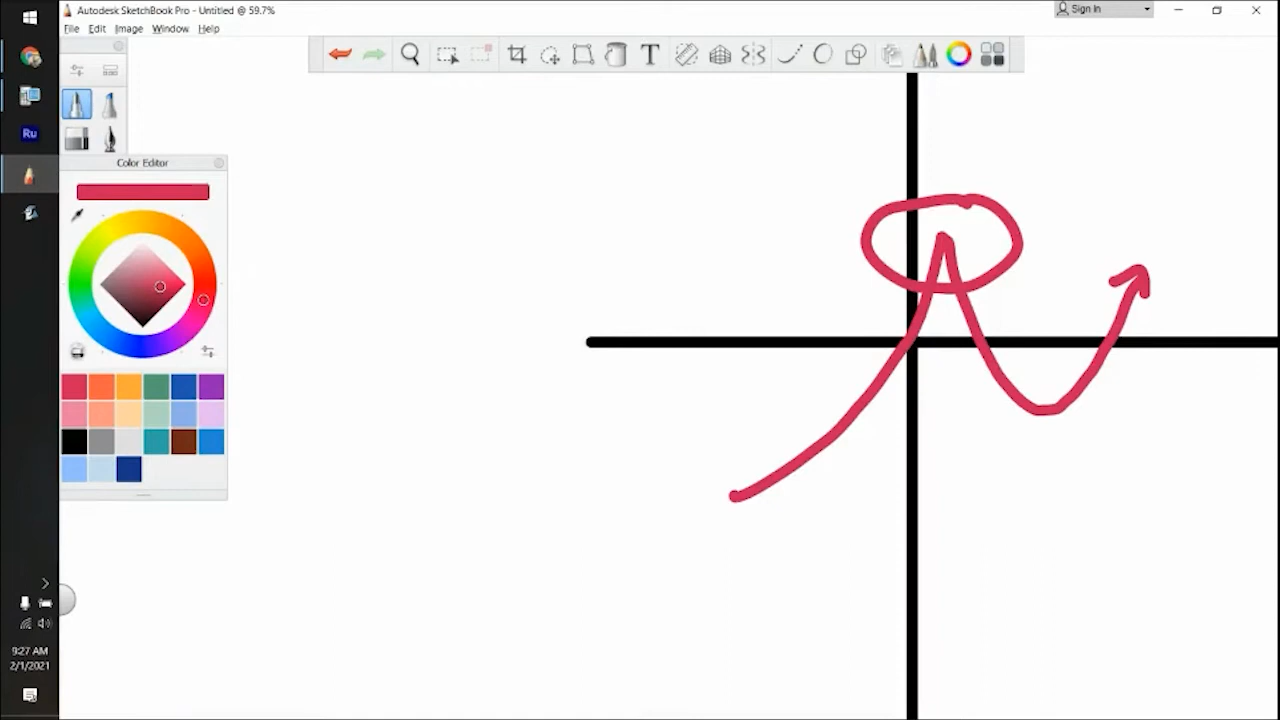 Autodesk SketchBook Pro - Untitled @ 59.7%
Sign In
File Edit Image Window Help
T
Ru
Color Editor
9:27 AM
2/1/2021